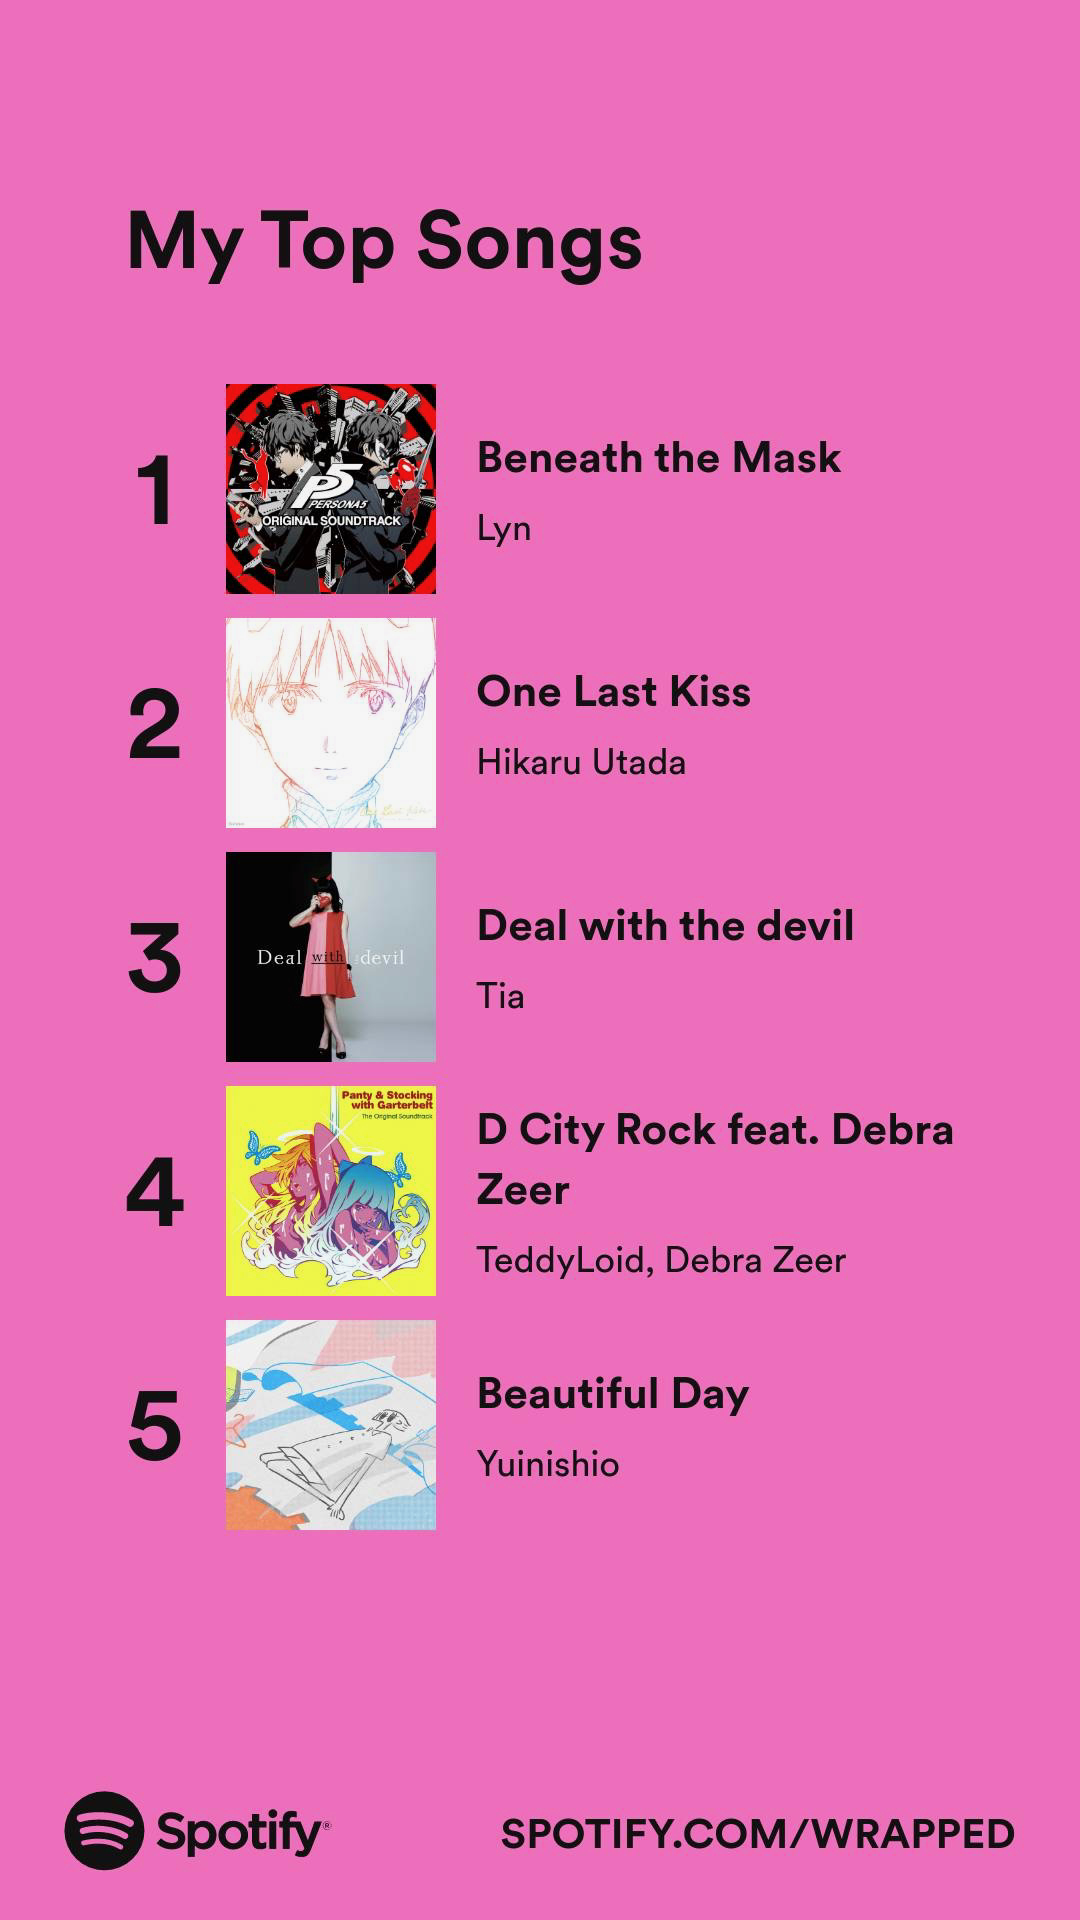 My Top Songs
1
P5
PERSONA5
ORIGINAL SOUNDTRACK
Beneath the Mask
Lyn
2
One Last Kiss
One Last Kiss
Hikaru Utada
3
Deal with the devil
Deal with the devil
Tia
4
Panty & Stocking
with Garterbelt
The Original Soundtrack
D City Rock feat. Debra
Zeer
TeddyLoid, Debra Zeer
5
Beautiful Day
Yuinishio
Spotify®
SPOTIFY.COM/WRAPPED